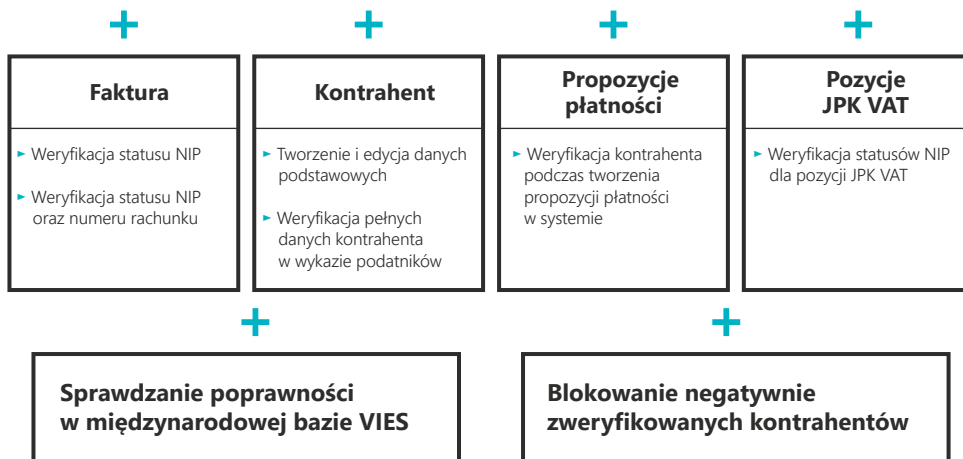 Faktura
► Weryfikacja statusu NIP
► Weryfikacja statusu NIP
oraz numeru rachunku
Kontrahent
► Tworzenie i edycja danych
podstawowych
► Weryfikacja pełnych
danych kontrahenta
w wykazie podatników
Propozycje
płatności
► Weryfikacja kontrahenta
podczas tworzenia
propozycji płatności
w systemie
Pozycje
JPK VAT
► Weryfikacja statusów NIP
dla pozycji JPK VAT
Sprawdzanie poprawności
w międzynarodowej bazie VIES
Blokowanie negatywnie
zweryfikowanych kontrahentów